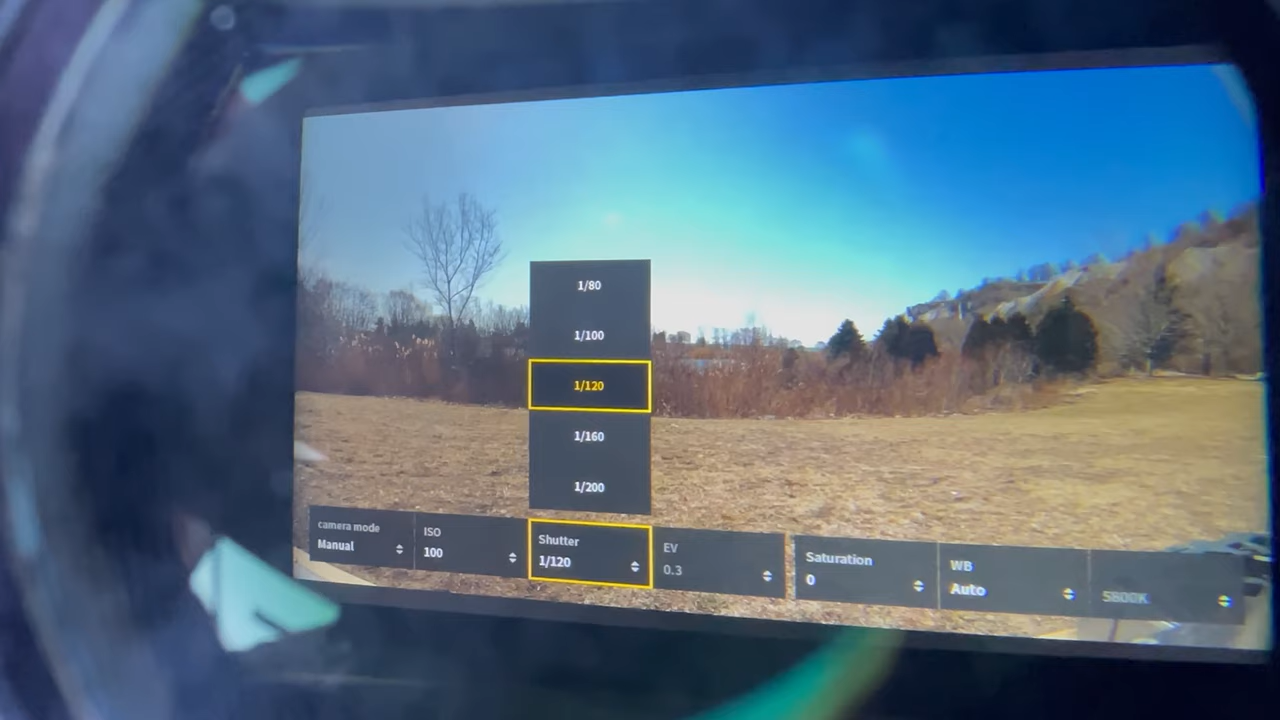 1/80
1/100
1/120
1/160
1/200
camera mode
Manual
ISO
100
Shutter
1/120
EV
0.3
Saturation
0
WB
Auto
5800K